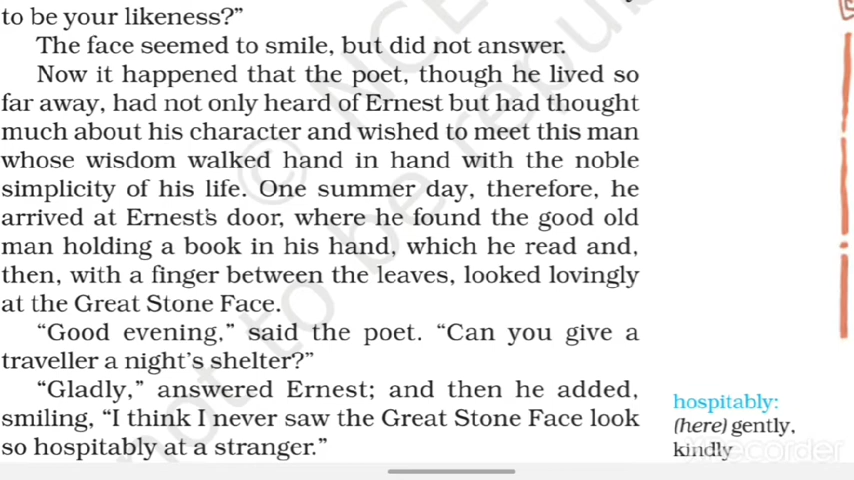 to be your likeness?"
The face seemed to smile, but did not answer.
Now it happened that the poet, though he lived so
far away, had not only heard of Ernest but had thought
much about his character and wished to meet this man
whose wisdom walked hand in hand with the noble
simplicity of his life. One summer day, therefore, he
arrived at Ernest's door, where he found the good old
man holding a book in his hand, which he read and,
then, with a finger between the leaves, looked lovingly
at the Great Stone Face.
"Good evening," said the poet. "Can you give a
traveller a night's shelter?"
"Gladly," answered Ernest; and then he added,
smiling, "I think I never saw the Great Stone Face look
so hospitably at a stranger."
hospitably:
(here) gently,
kindly
not to be republ
© NC
Recorder